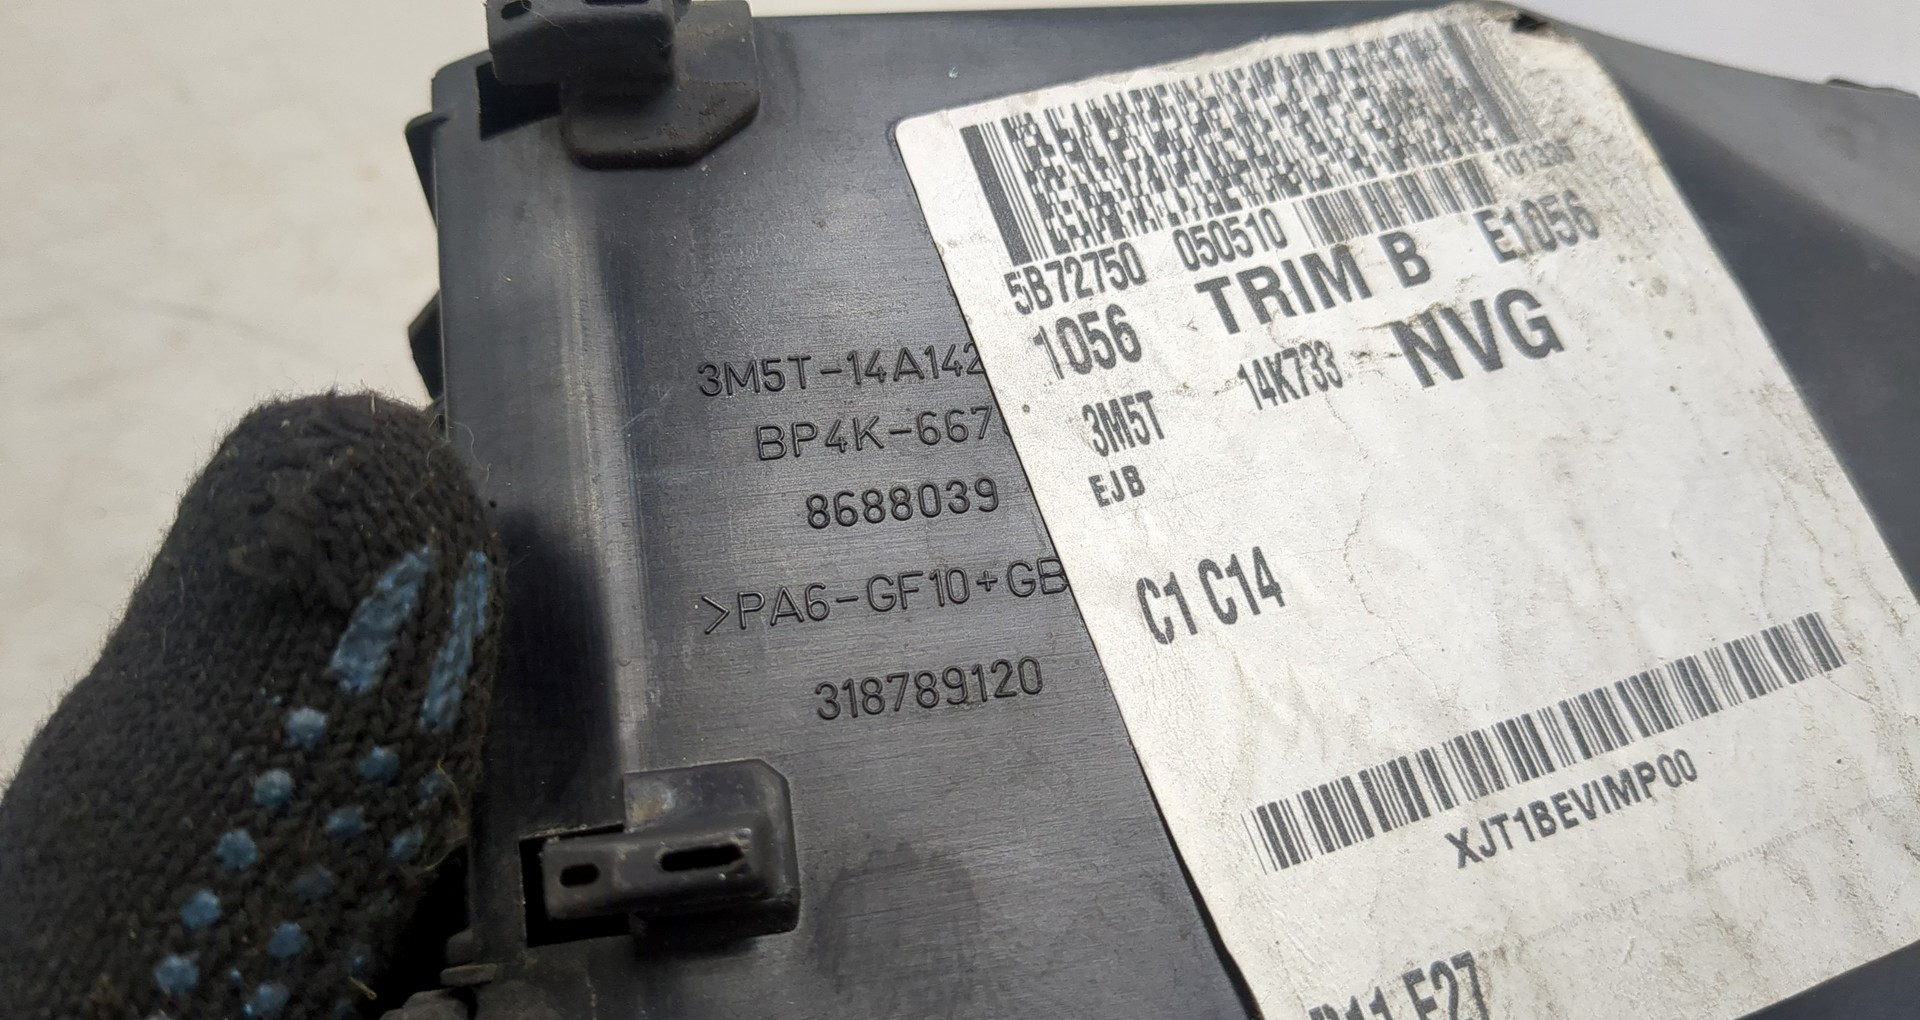 5B72750 050510
1056 TRIM B E1056
3M5T 14K733 NVG
EJB
C1 C14
XJT1BEVIMP00
E27
3M5T-14A142
BP4K-667
8688039
>PA6-GF10+GB
318789120